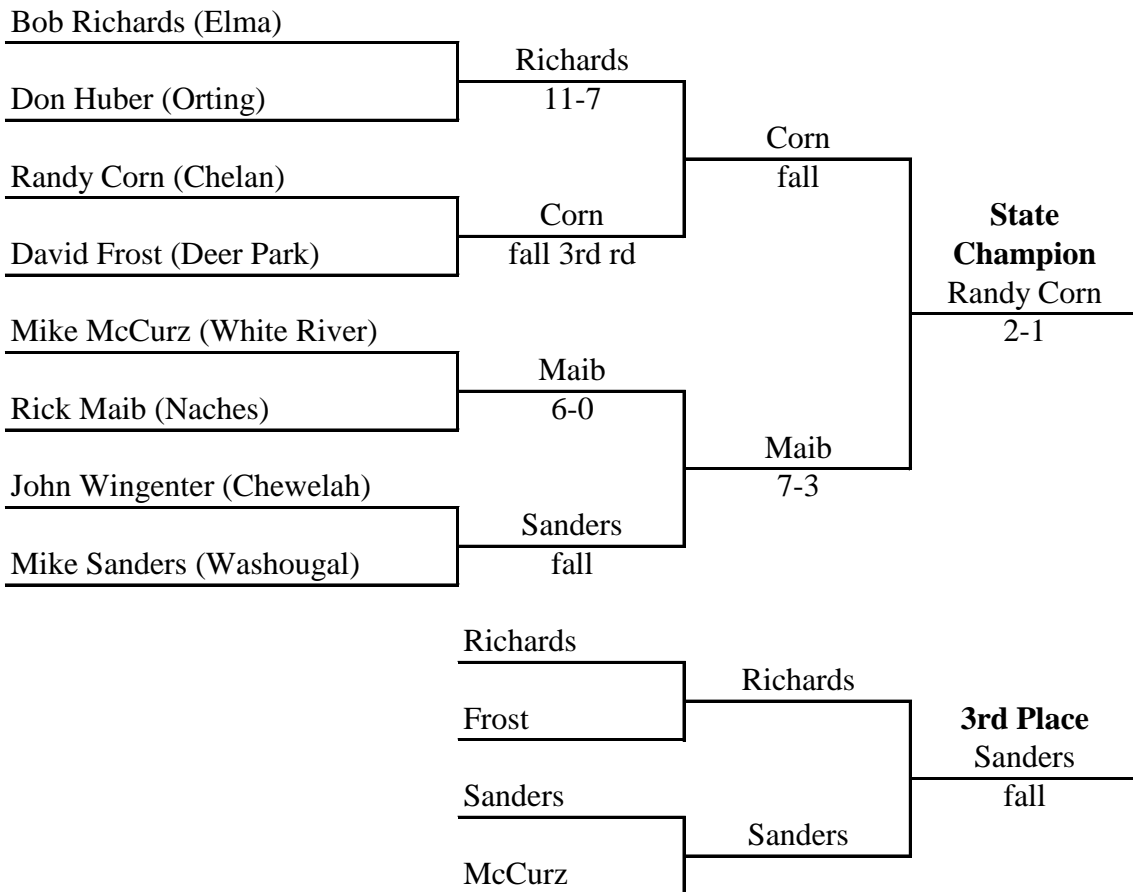 Bob Richards (Elma)
Richards
11-7
Don Huber (Orting)
Corn
fall
Randy Corn (Chelan)
Corn
fall 3rd rd
David Frost (Deer Park)
State
Champion
Randy Corn
2-1
Mike McCurz (White River)
Maib
6-0
Rick Maib (Naches)
Maib
7-3
John Wingenter (Chewelah)
Sanders
fall
Mike Sanders (Washougal)
Richards
Richards
Frost
3rd Place
Sanders
fall
Sanders
Sanders
McCurz